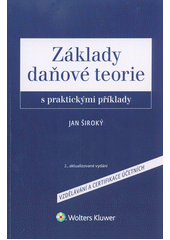 Základy
daňové teorie
s praktickými příklady
JAN ŠIROKÝ
2., aktualizované vydání
VZDĚLÁVÁNÍ A CERTIFIKACE ÚČETNÍCH
Wolters Kluwer